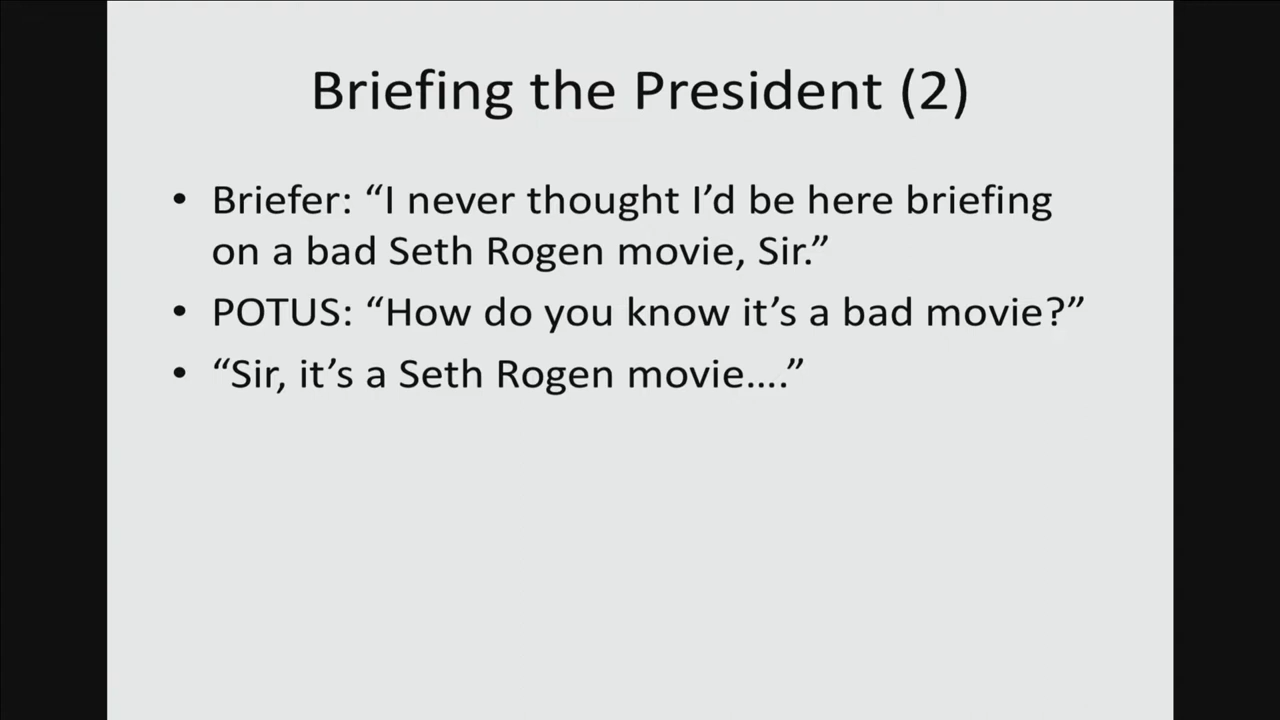 Briefing the President (2)
• Briefer: “I never thought I’d be here briefing
on a bad Seth Rogen movie, Sir.”
• POTUS: “How do you know it’s a bad movie?”
• “Sir, it’s a Seth Rogen movie….”